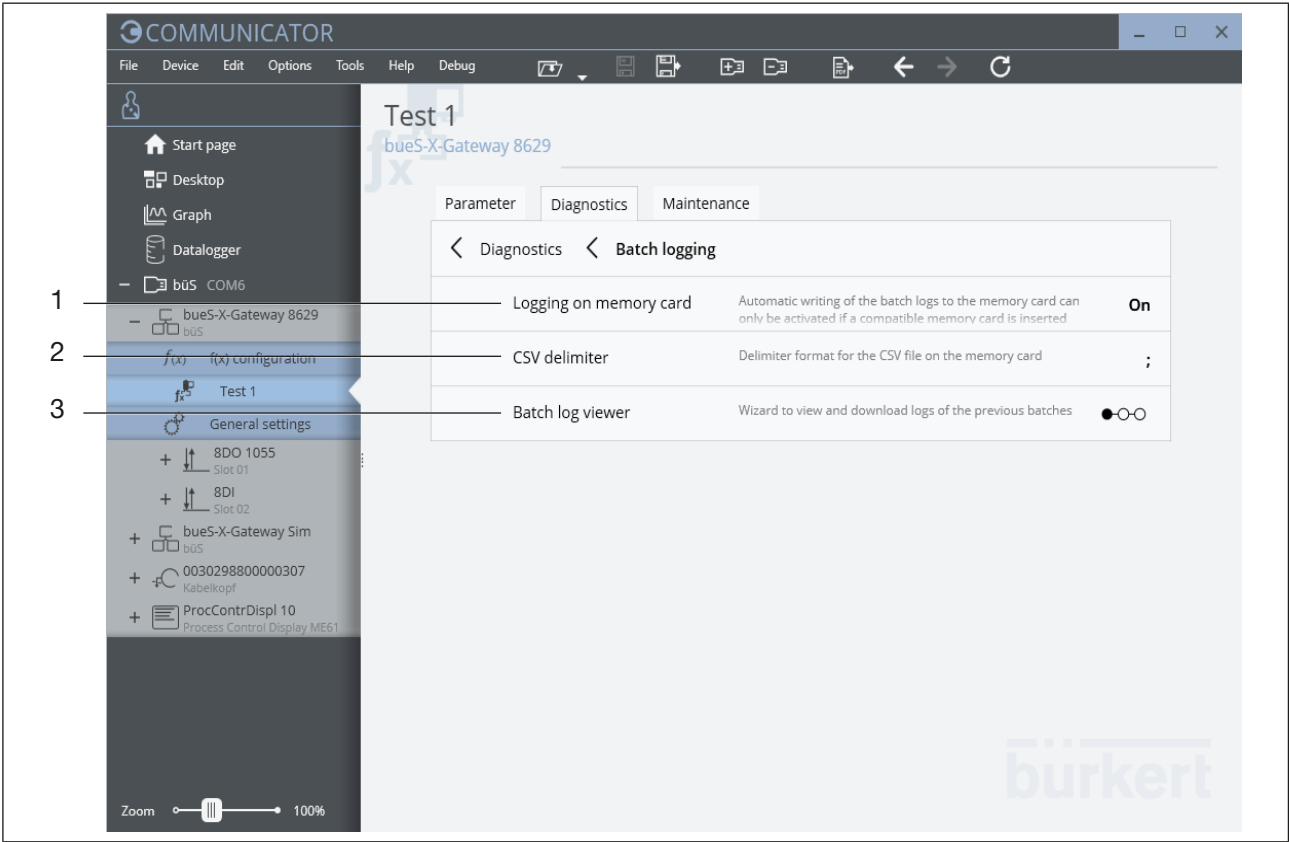 COMMUNICATOR
File Device Edit Options Tools Help Debug
PDF
Start page
Desktop
Graph
Datalogger
büS COM6
bueS-X-Gateway 8629
büS
f(x) f(x) configuration
Test 1
General settings
8DO 1055
Slot 01
8DI
Slot 02
bueS-X-Gateway Sim
büS
0030298800000307
Kabelkopf
ProcContrDispl 10
Process Control Display ME61
Zoom 100%
Test 1
bueS-X-Gateway 8629
Parameter Diagnostics Maintenance
Diagnostics Batch logging
1 Logging on memory card Automatic writing of the batch logs to the memory card can
only be activated if a compatible memory card is inserted On
2 CSV delimiter Delimiter format for the CSV file on the memory card ;
3 Batch log viewer Wizard to view and download logs of the previous batches
burkert